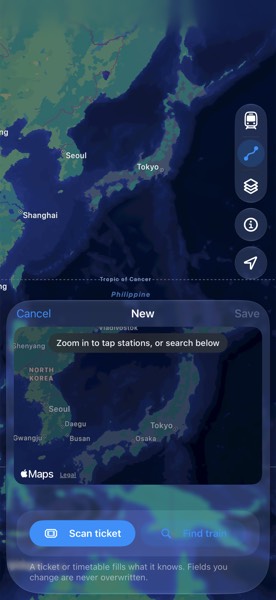 ng
Seoul
Tokyo
Shanghai
ng
Tropic of Cancer
Philippine
Cancel
New
Save
Vladivostok
Shenyang
Zoom in to tap stations, or search below
NORTH
KOREA
Seoul
Daegu
Tokyo
Gwangju
Busan
Osaka
Maps
Legal
Scan ticket
Find train
A ticket or timetable fills what it knows. Fields you
change are never overwritten.